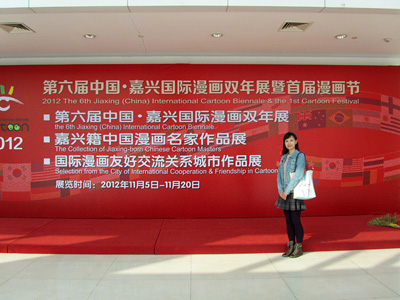 第六届中国·嘉兴国际漫画双年展暨首届漫画节
2012 The 6th Jiaxing (China) International Cartoon Biennale & the 1st Cartoon Festival
第六届中国·嘉兴国际漫画双年展
the 6th Jiaxing (China) International Cartoon Biennale
嘉兴籍中国漫画名家作品展
The Collection of Jiaxing-born Chinese Cartoon Masters'
国际漫画友好交流关系城市作品展
Selection from the City of International Cooperation & Friendship in Cartoon
展览时间：2012年11月5日-11月20日
2012